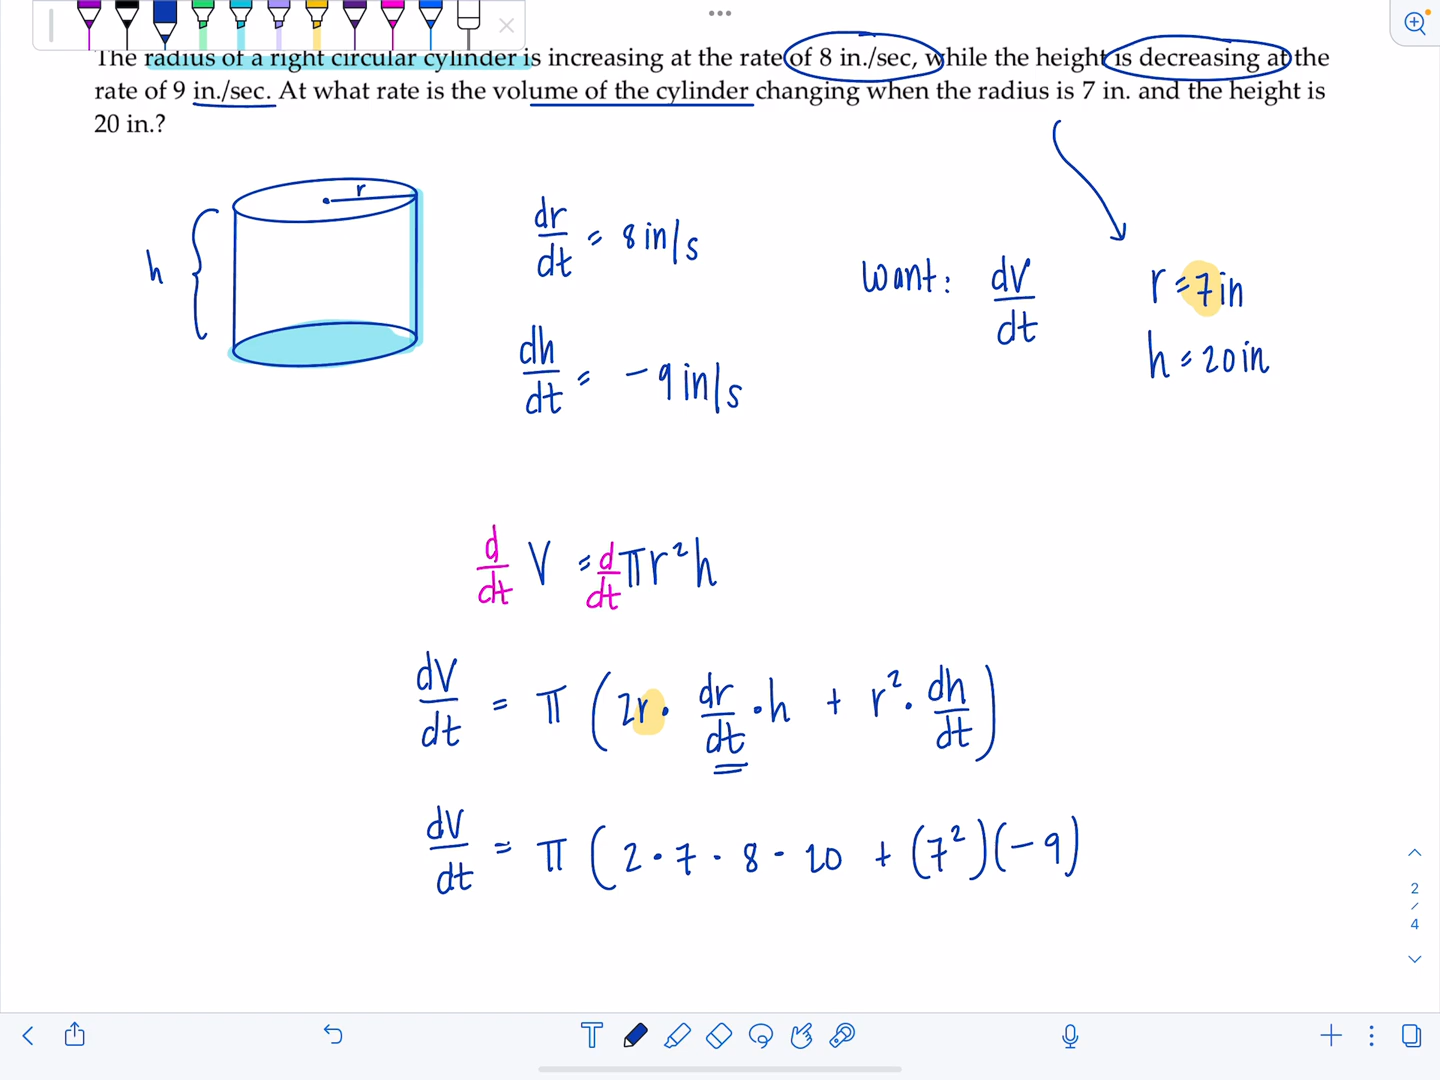 The radius of a right circular cylinder is increasing at the rate of 8 in./sec, while the height is decreasing at the
rate of 9 in./sec. At what rate is the volume of the cylinder changing when the radius is 7 in. and the height is
20 in.?
r
h
dr/dt = 8 in/s
dh/dt = -9 in/s
Want: dV/dt
r = 7 in
h = 20 in
d/dt V = d/dt πr²h
dV/dt = π (2r · dr/dt · h + r² · dh/dt)
dV/dt = π (2 · 7 · 8 · 20 + (7²)(-9)
2
/
4
T